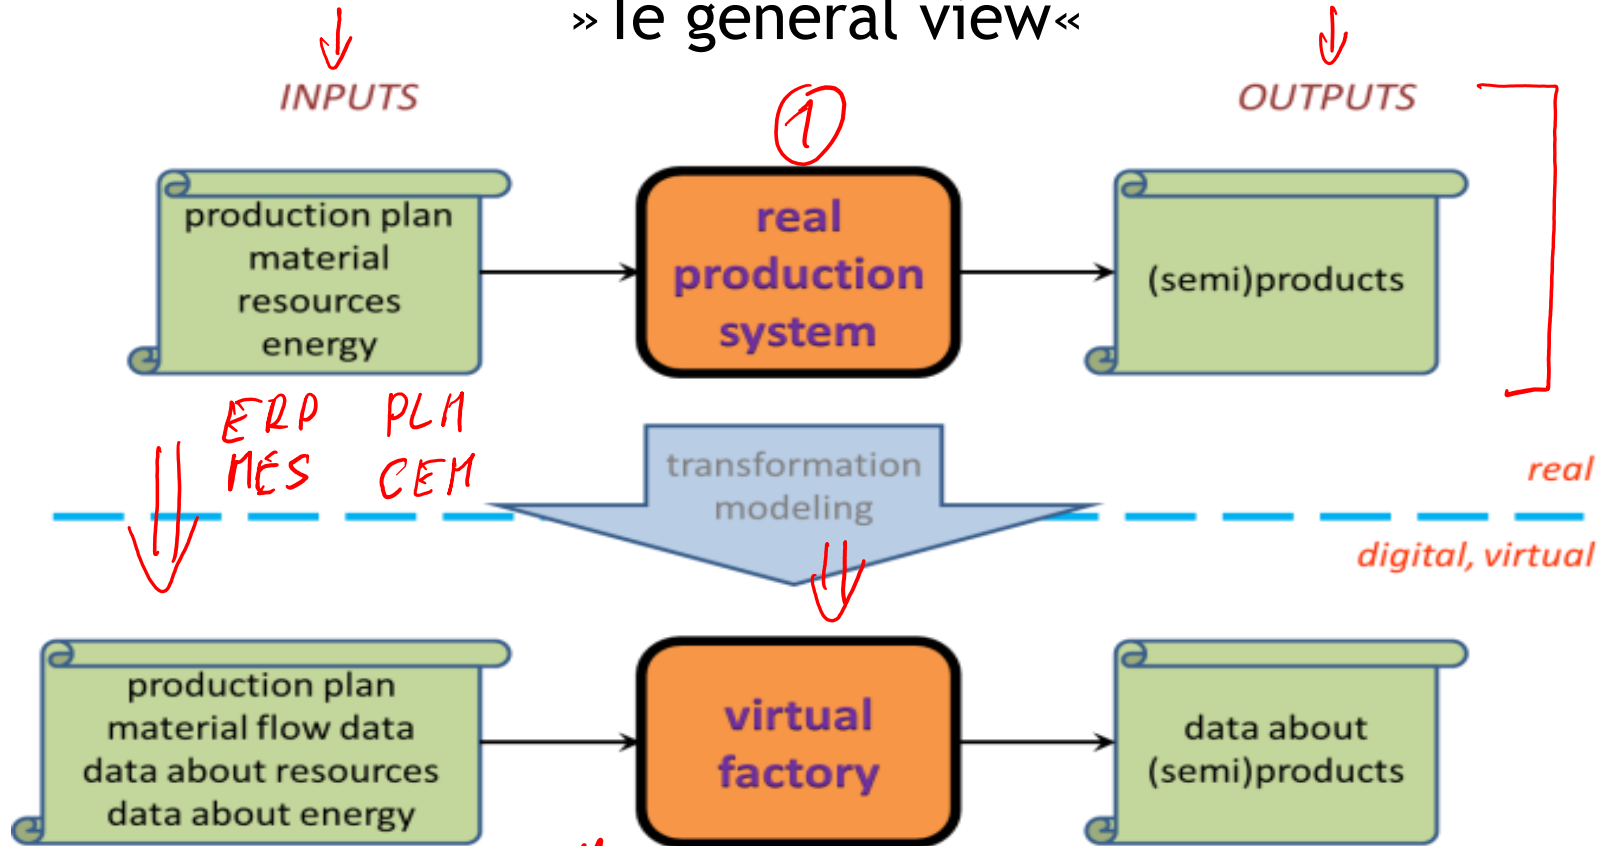 »Te general view«
INPUTS
OUTPUTS
1
production plan
material
resources
energy
real
production
system
(semi)products
ERP PLM
MES CEM
transformation
modeling
real
digital, virtual
production plan
material flow data
data about resources
data about energy
virtual
factory
data about
(semi)products